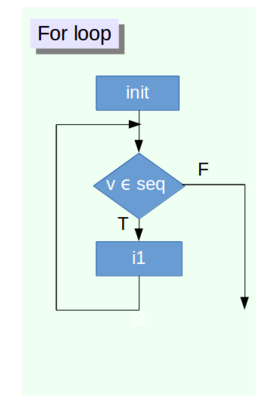 For loop
init
v ϵ seq
F
T
i1